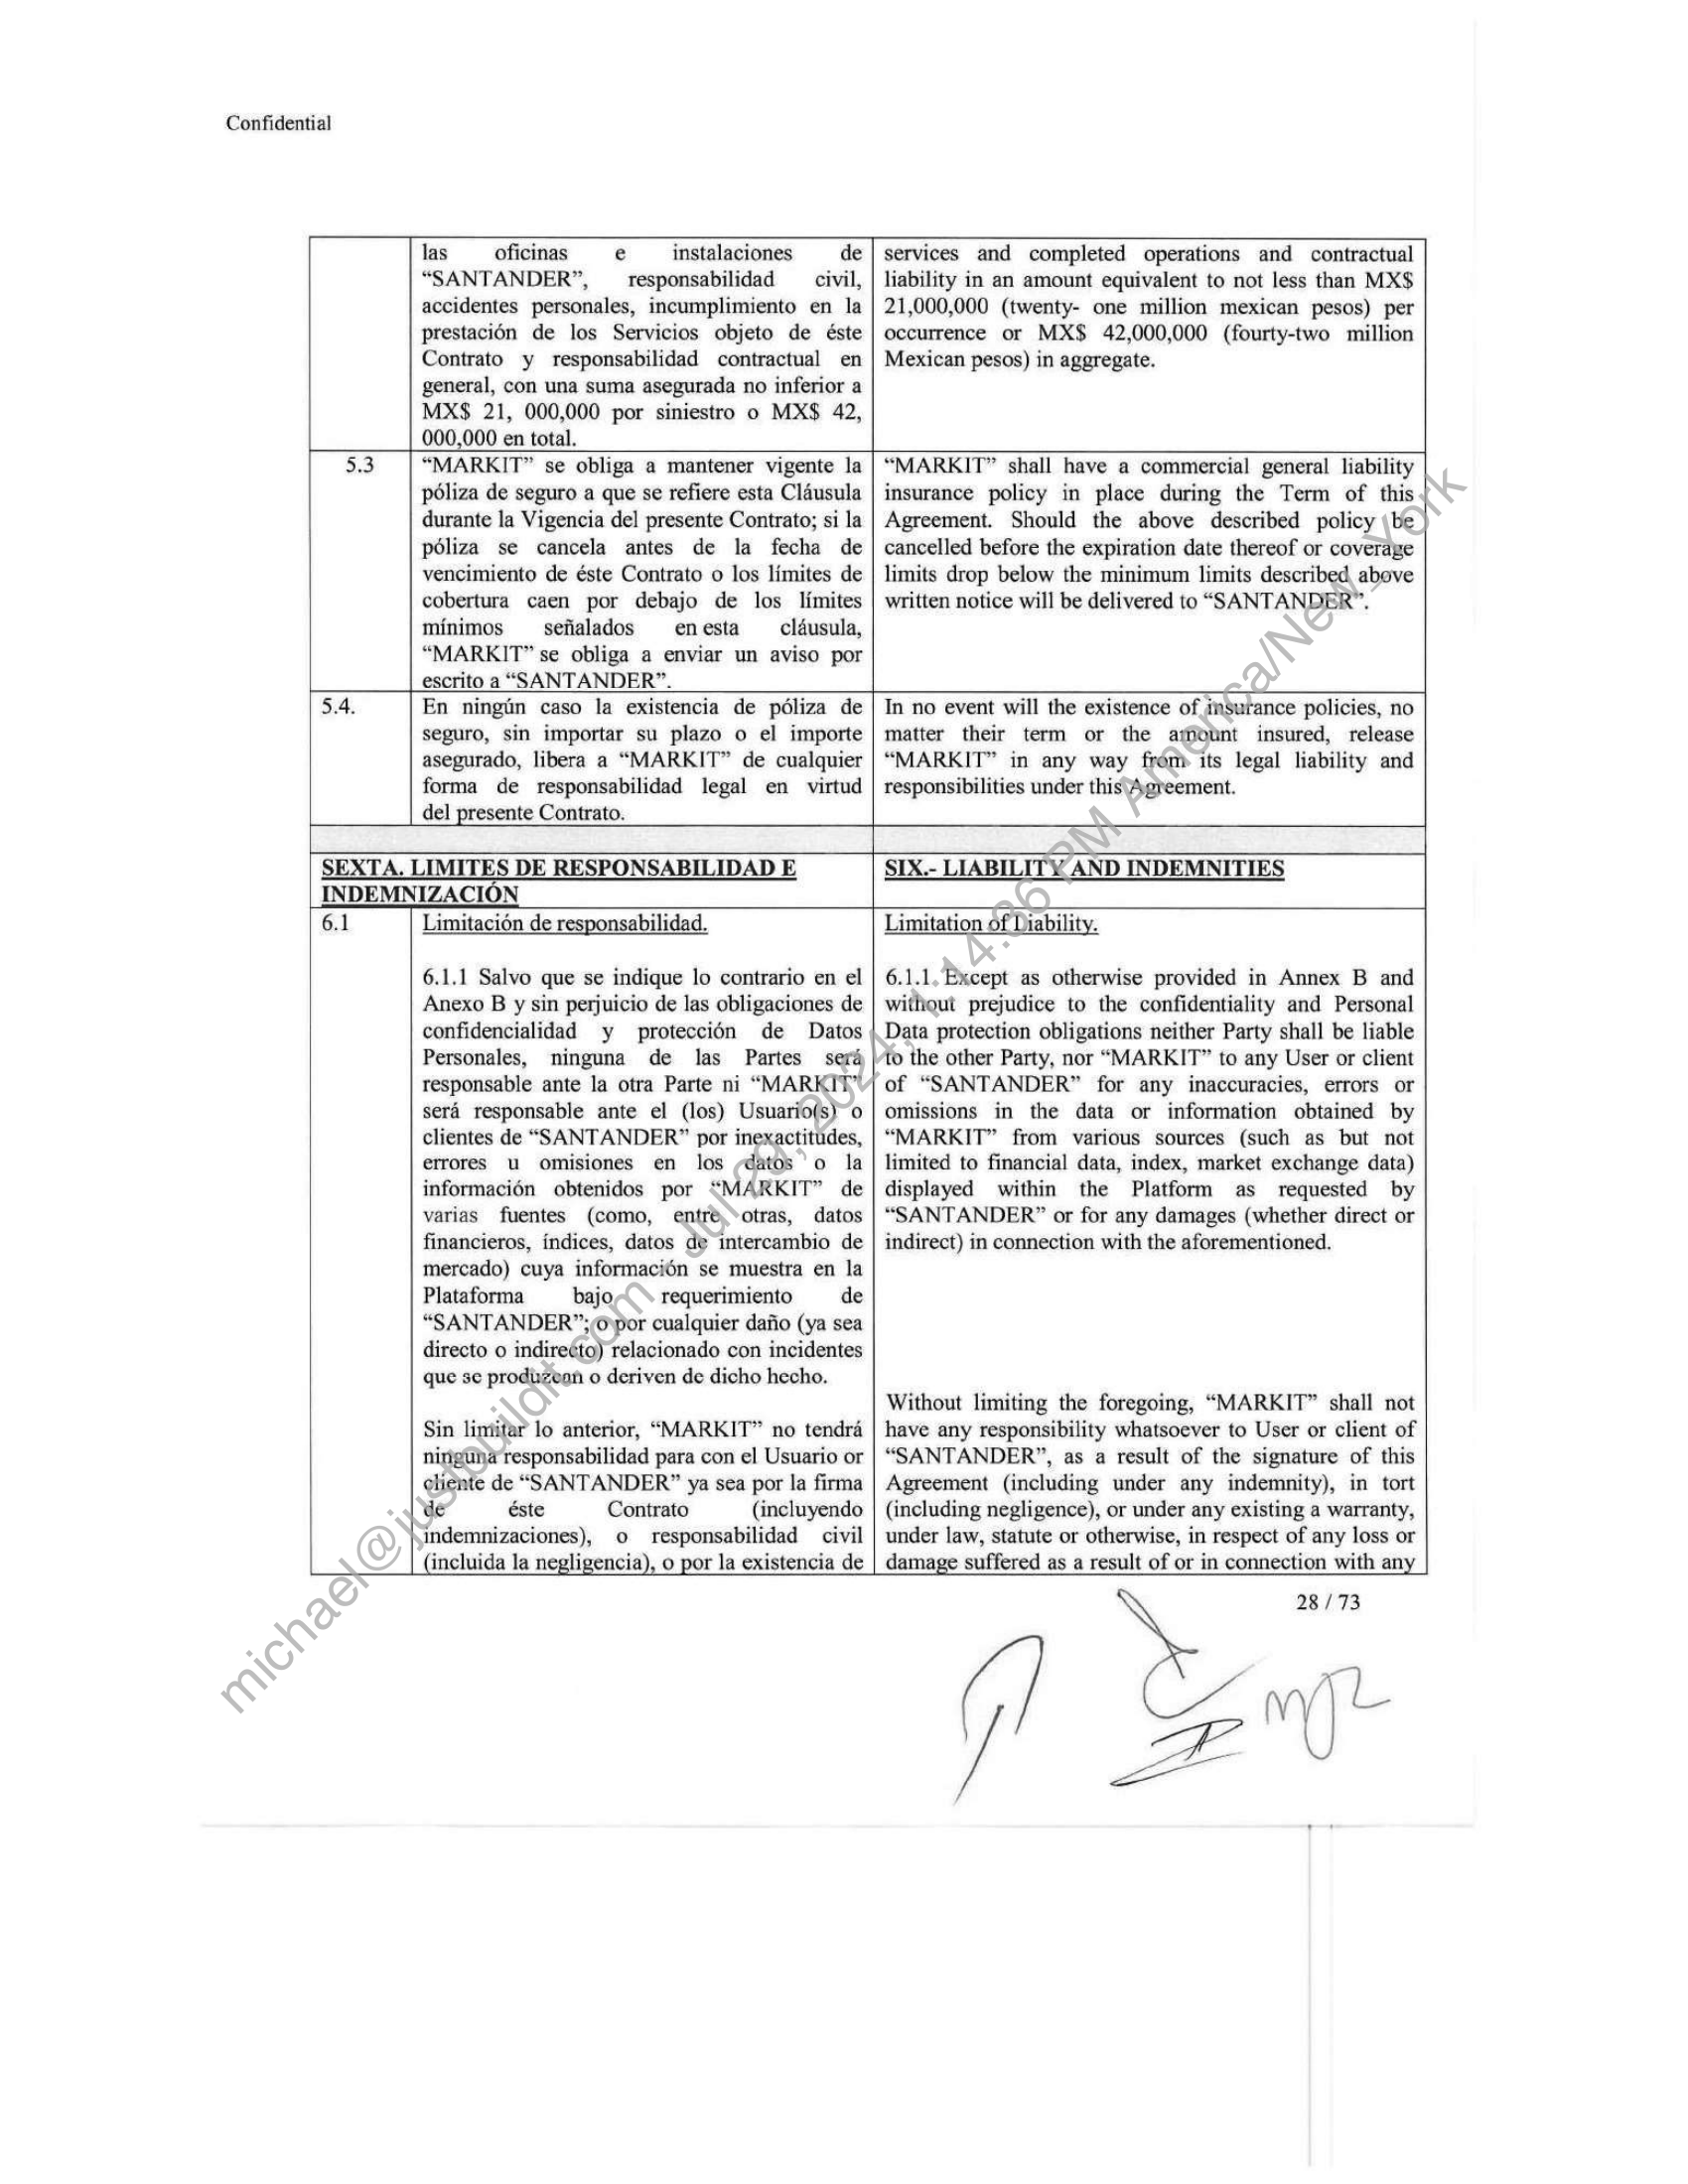 Confidential
las oficinas e instalaciones de
“SANTANDER”, responsabilidad civil,
accidentes personales, incumplimiento en la
prestación de los Servicios objeto de éste
Contrato y responsabilidad contractual en
general, con una suma asegurada no inferior a
MX$ 21, 000,000 por siniestro o MX$ 42,
000,000 en total.
services and completed operations and contractual
liability in an amount equivalent to not less than MX$
21,000,000 (twenty- one million mexican pesos) per
occurrence or MX$ 42,000,000 (fourty-two million
Mexican pesos) in aggregate.
5.3
“MARKIT” se obliga a mantener vigente la
póliza de seguro a que se refiere esta Cláusula
durante la Vigencia del presente Contrato; si la
póliza se cancela antes de la fecha de
vencimiento de éste Contrato o los límites de
cobertura caen por debajo de los límites
mínimos señalados en esta cláusula,
“MARKIT” se obliga a enviar un aviso por
escrito a “SANTANDER”.
“MARKIT” shall have a commercial general liability
insurance policy in place during the Term of this
Agreement. Should the above described policy be
cancelled before the expiration date thereof or coverage
limits drop below the minimum limits described above
written notice will be delivered to “SANTANDER”.
5.4.
En ningún caso la existencia de póliza de
seguro, sin importar su plazo o el importe
asegurado, libera a “MARKIT” de cualquier
forma de responsabilidad legal en virtud
del presente Contrato.
In no event will the existence of insurance policies, no
matter their term or the amount insured, release
“MARKIT” in any way from its legal liability and
responsibilities under this Agreement.
SEXTA. LIMITES DE RESPONSABILIDAD E
INDEMNIZACIÓN
SIX.- LIABILITY AND INDEMNITIES
6.1
Limitación de responsabilidad.
6.1.1 Salvo que se indique lo contrario en el
Anexo B y sin perjuicio de las obligaciones de
confidencialidad y protección de Datos
Personales, ninguna de las Partes será
responsable ante la otra Parte ni “MARKIT”
será responsable ante el (los) Usuario(s) o
clientes de “SANTANDER” por inexactitudes,
errores u omisiones en los datos o la
información obtenidos por “MARKIT” de
varias fuentes (como, entre otras, datos
financieros, índices, datos de intercambio de
mercado) cuya información se muestra en la
Plataforma bajo requerimiento de
“SANTANDER”; o por cualquier daño (ya sea
directo o indirecto) relacionado con incidentes
que se produzcan o deriven de dicho hecho.
Sin limitar lo anterior, “MARKIT” no tendrá
ninguna responsabilidad para con el Usuario or
cliente de “SANTANDER” ya sea por la firma
de éste Contrato (incluyendo
indemnizaciones), o responsabilidad civil
(incluida la negligencia), o por la existencia de
Limitation of Liability.
6.1.1. Except as otherwise provided in Annex B and
without prejudice to the confidentiality and Personal
Data protection obligations neither Party shall be liable
to the other Party, nor “MARKIT” to any User or client
of “SANTANDER” for any inaccuracies, errors or
omissions in the data or information obtained by
“MARKIT” from various sources (such as but not
limited to financial data, index, market exchange data)
displayed within the Platform as requested by
“SANTANDER” or for any damages (whether direct or
indirect) in connection with the aforementioned.
Without limiting the foregoing, “MARKIT” shall not
have any responsibility whatsoever to User or client of
“SANTANDER”, as a result of the signature of this
Agreement (including under any indemnity), in tort
(including negligence), or under any existing a warranty,
under law, statute or otherwise, in respect of any loss or
damage suffered as a result of or in connection with any
28 / 73
michael@justbuildit.com - Jul 29, 2024, 1:14:36 PM America/New_York